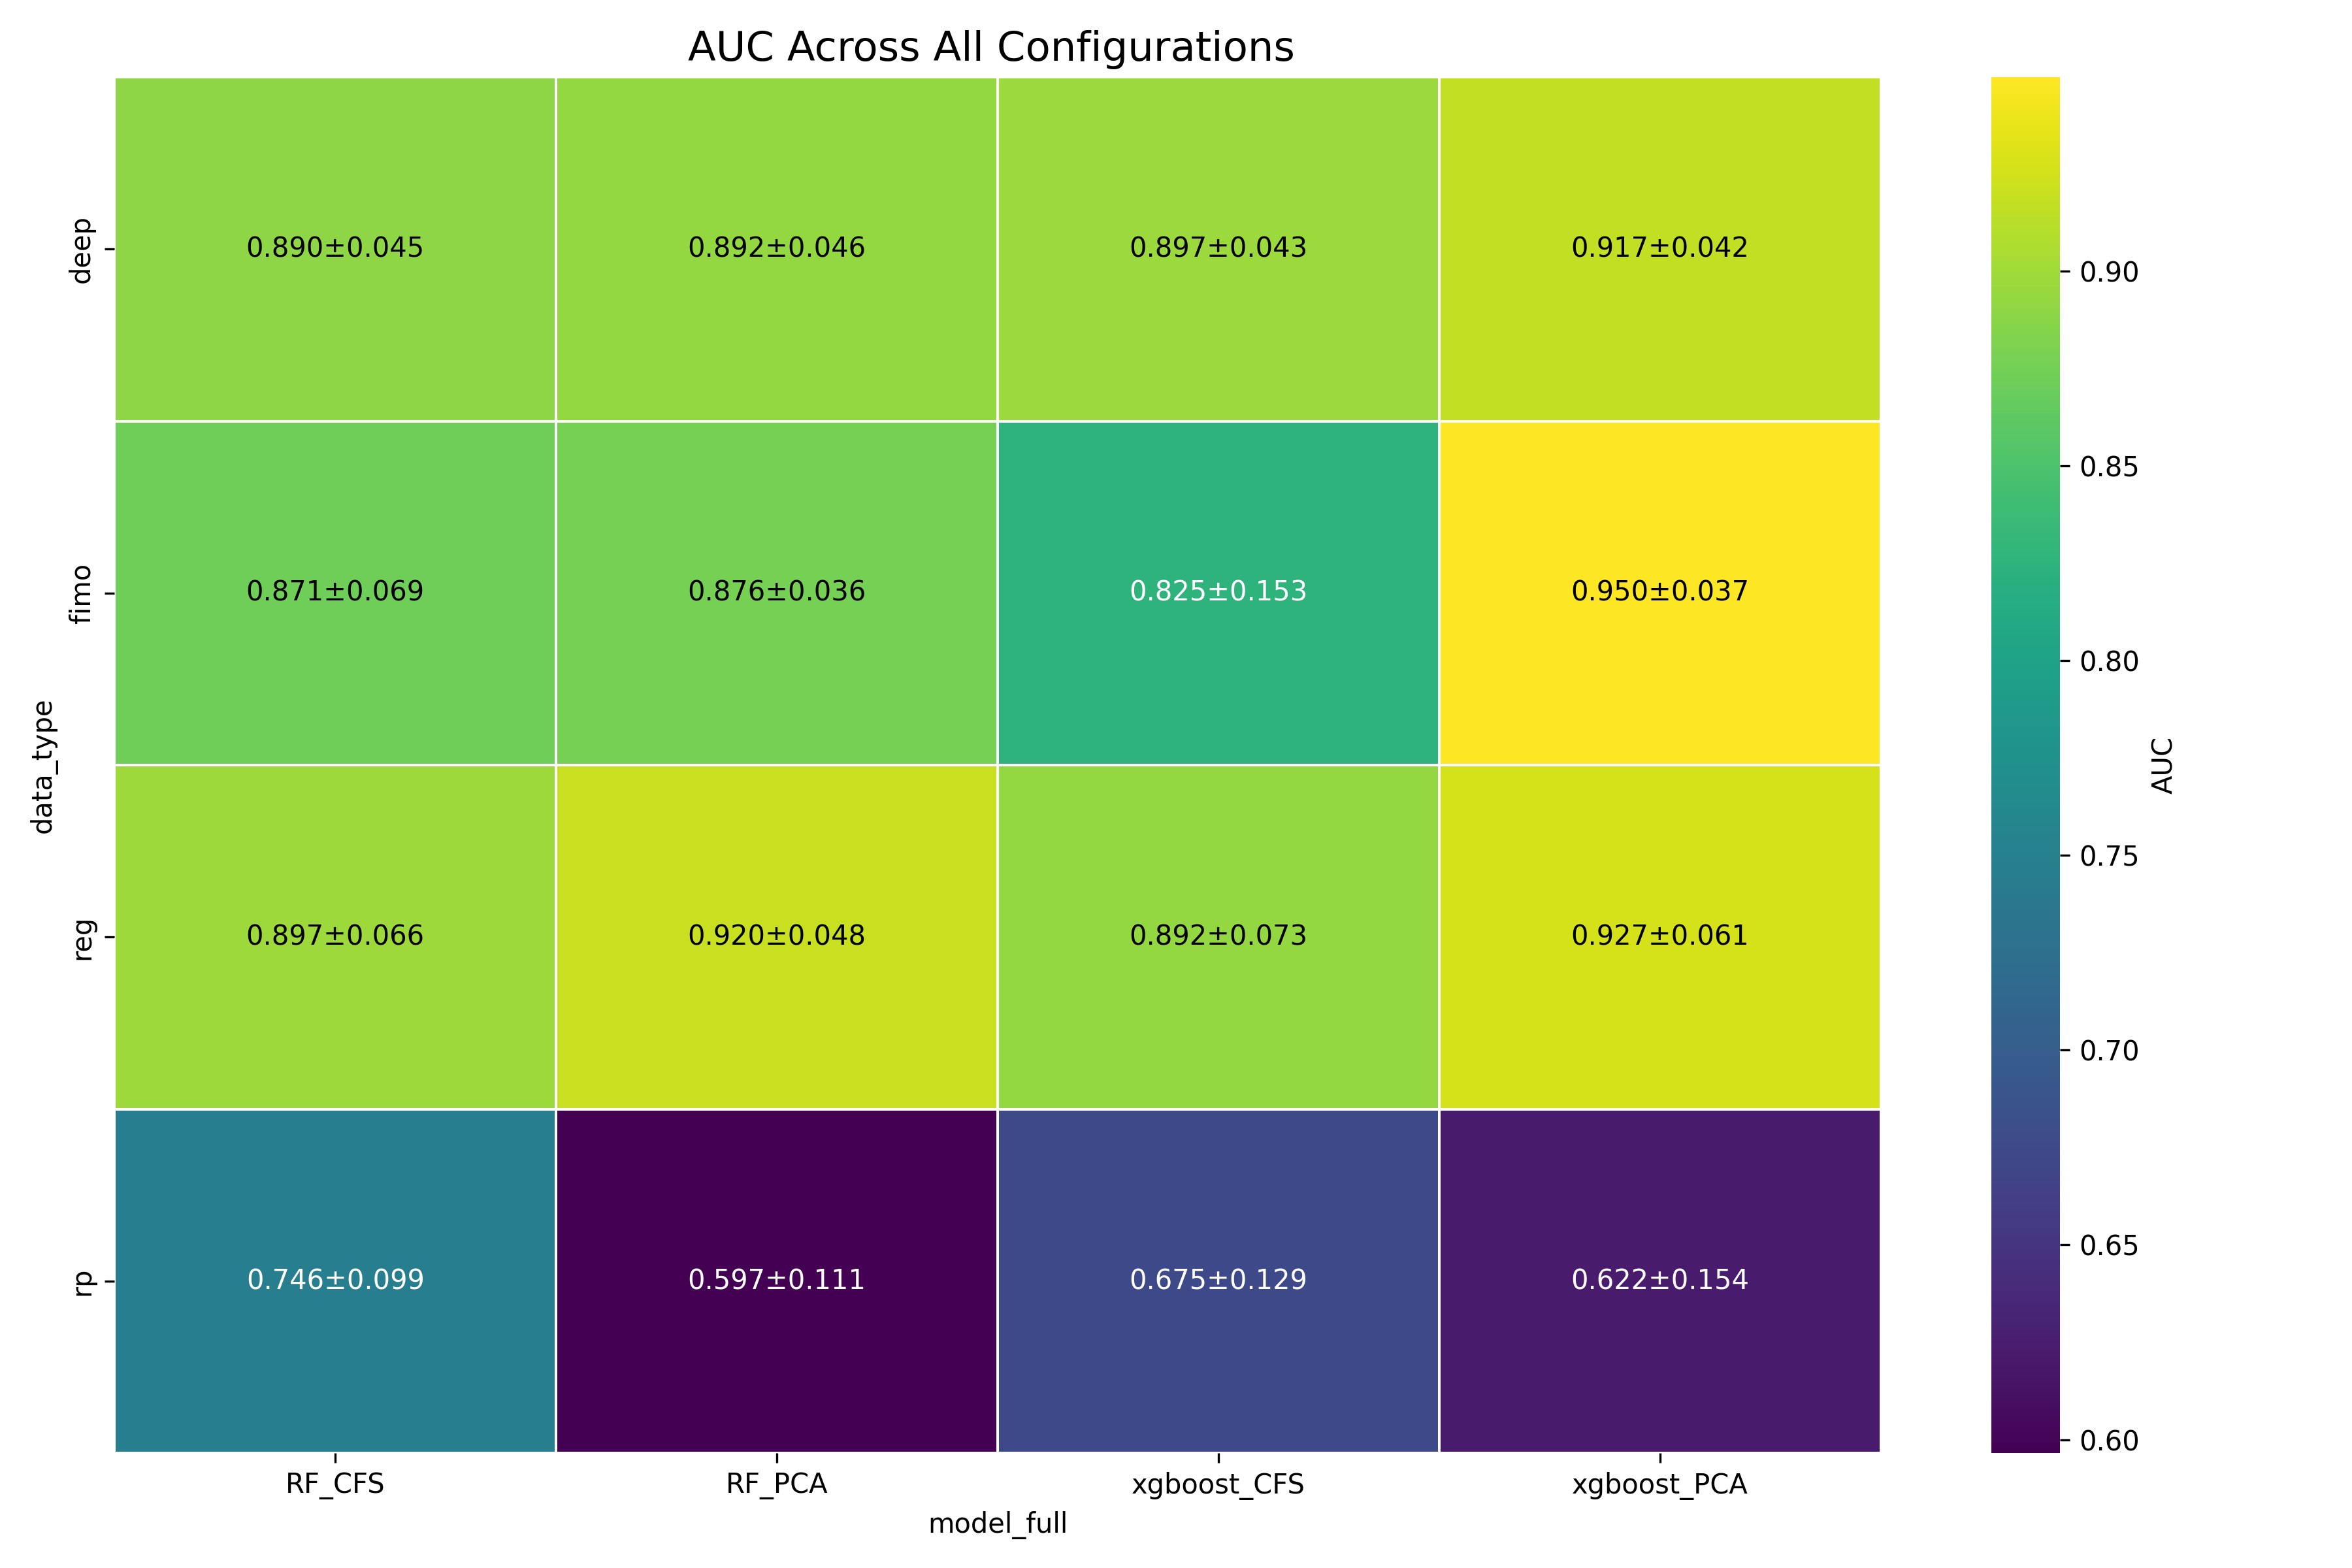 AUC Across All Configurations
data_type
deep
0.890±0.045 0.892±0.046 0.897±0.043 0.917±0.042
fimo
0.871±0.069 0.876±0.036 0.825±0.153 0.950±0.037
reg
0.897±0.066 0.920±0.048 0.892±0.073 0.927±0.061
rp
0.746±0.099 0.597±0.111 0.675±0.129 0.622±0.154
RF_CFS RF_PCA xgboost_CFS xgboost_PCA
model_full
0.90
0.85
0.80
0.75
0.70
0.65
0.60
AUC